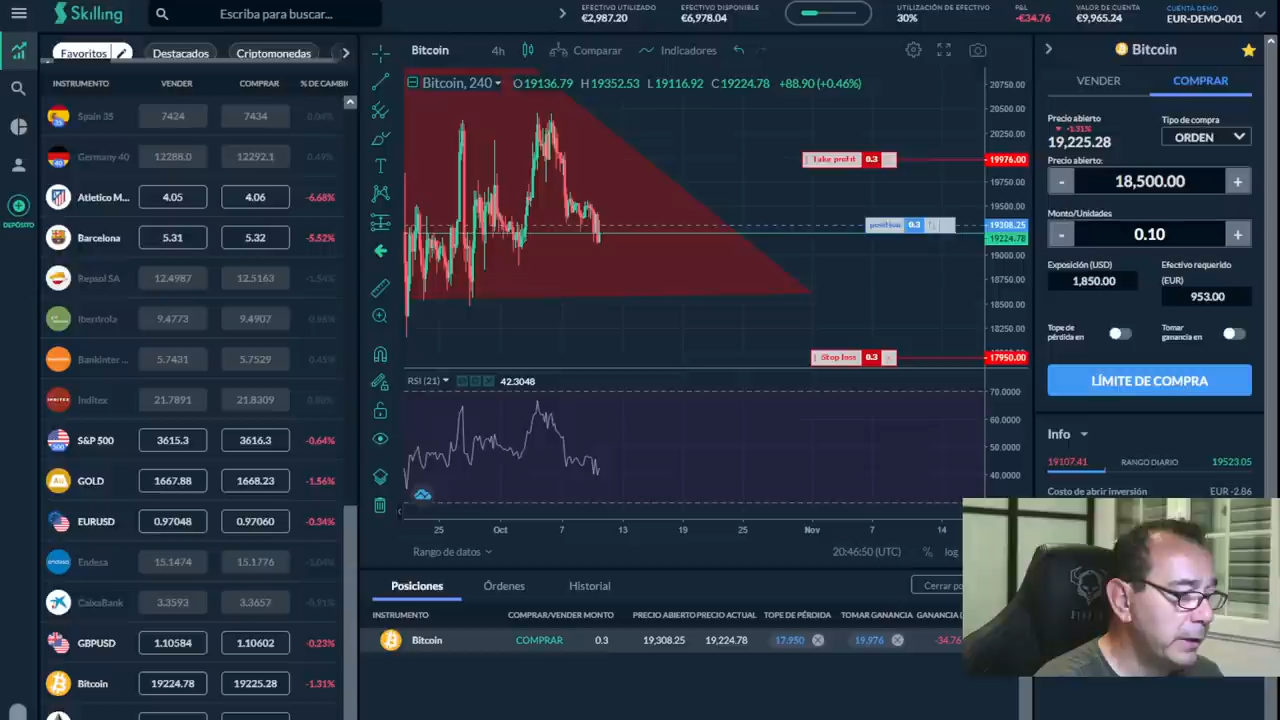 Skilling
Escriba para buscar...
EFECTIVO UTILIZADO
€2,987.20
EFECTIVO DISPONIBLE
€6,978.04
UTILIZACIÓN DE EFECTIVO
30%
P&L
-€34.76
VALOR DE CUENTA
€9,965.24
CUENTA DEMO
EUR-DEMO-001
Favoritos
Destacados
Criptomonedas
INSTRUMENTO VENDER COMPRAR % DE CAMBI
Spain 35 7424 7434 0.04%
Germany 40 12288.0 12292.1 0.49%
Atletico M... 4.05 4.06 -6.68%
Barcelona 5.31 5.32 -5.52%
Repsol SA 12.4987 12.5163 -1.54%
Iberdrola 9.4773 9.4907
Bankinter ... 5.7431 5.7529 0.45%
Inditex 21.7891 21.8309
S&P 500 3615.3 3616.3 -0,64%
GOLD 1667.88 1668.23 -1.56%
EURUSD 0.97048 0.97060 -0.34%
Endesa 15.1474 15.1776 -1.04%
CaixaBank 3.3593 3.3657 -0.91%
GBPUSD 1.10584 1.10602 -0.23%
Bitcoin 19224.78 19225.28 -1.31%
DEPÓSITO
Bitcoin 4h Comparar Indicadores
Bitcoin, 240 O19136.79 H19352.53 L19116.92 C19224.78 +88.90 (+0.46%)
20750.00
20500.00
20250.00
Take profit 0.3 19976.00
19750.00
19500.00
positivo 0.3 19308.25
19224.78
19000.00
18750.00
18500.00
18250.00
Stop loss 0.3 17950.00
RSI (21) 42.3048
70.0000
60.0000
50.0000
40.0000
25 Oct 7 13 19 25 Nov 7 14
Rango de datos
20:46:50 (UTC) % log
Posiciones
Órdenes
Historial
Cerrar po
INSTRUMENTO COMPRAR/VENDER MONTO PRECIO ABIERTO PRECIO ACTUAL TOPE DE PÉRDIDA TOMAR GANANCIA GANANCIA (
Bitcoin COMPRAR 0.3 19,308.25 19,224.78 17,950 19,976 -34.76
Bitcoin
VENDER
COMPRAR
Precio abierto
-1.31%
19,225.28
Tipo de compra
ORDEN
Precio abierto:
- 18,500.00 +
Monto/Unidades
- 0.10 +
Exposición (USD)
1,850.00
Efectivo requerido (EUR)
953.00
Tope de pérdida en
Tomar ganancia en
LÍMITE DE COMPRA
Info
19107.41 RANGO DIARIO 19523.05
Costo de abrir inversión EUR -2.86